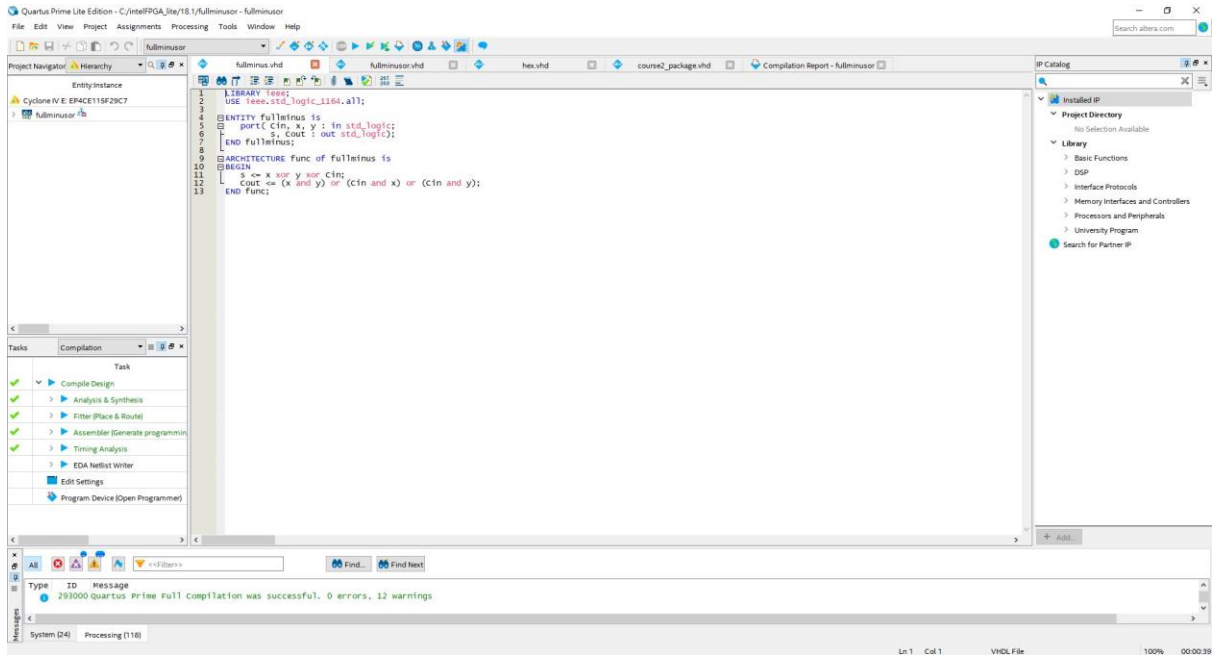 Quartus Prime Lite Edition - C:/intelFPGA_lite/18.1/fullminusor - fullminusor
File Edit View Project Assignments Processing Tools Window Help
Search altera.com
fullminusor
Project Navigator Hierarchy
fullminus.vhd fullminusor.vhd hex.vhd course2_package.vhd Compilation Report - fullminusor
IP Catalog
Entity:Instance
Cyclone IV E: EP4CE115F29C7
fullminusor
1 LIBRARY ieee;
2 USE ieee.std_logic_1164.all;
3
4 ENTITY fullminus is
5 port( Cin, x, y : in std_logic;
6 s, Cout : out std_logic);
7 END fullminus;
8
9 ARCHITECTURE func of fullminus is
10 BEGIN
11 s <= x xor y xor Cin;
12 Cout <= (x and y) or (Cin and x) or (Cin and y);
13 END func;
Installed IP
Project Directory
No Selection Available
Library
Basic Functions
DSP
Interface Protocols
Memory Interfaces and Controllers
Processors and Peripherals
University Program
Search for Partner IP
+ Add...
Tasks Compilation
Task
Compile Design
Analysis & Synthesis
Fitter (Place & Route)
Assembler (Generate programmin
Timing Analysis
EDA Netlist Writer
Edit Settings
Program Device (Open Programmer)
All <<Filter>> Find... Find Next
Type ID Message
293000 Quartus Prime Full Compilation was successful. 0 errors, 12 warnings
Messages
System (24) Processing (118)
Ln 1 Col 1 VHDL File 100% 00:00:39